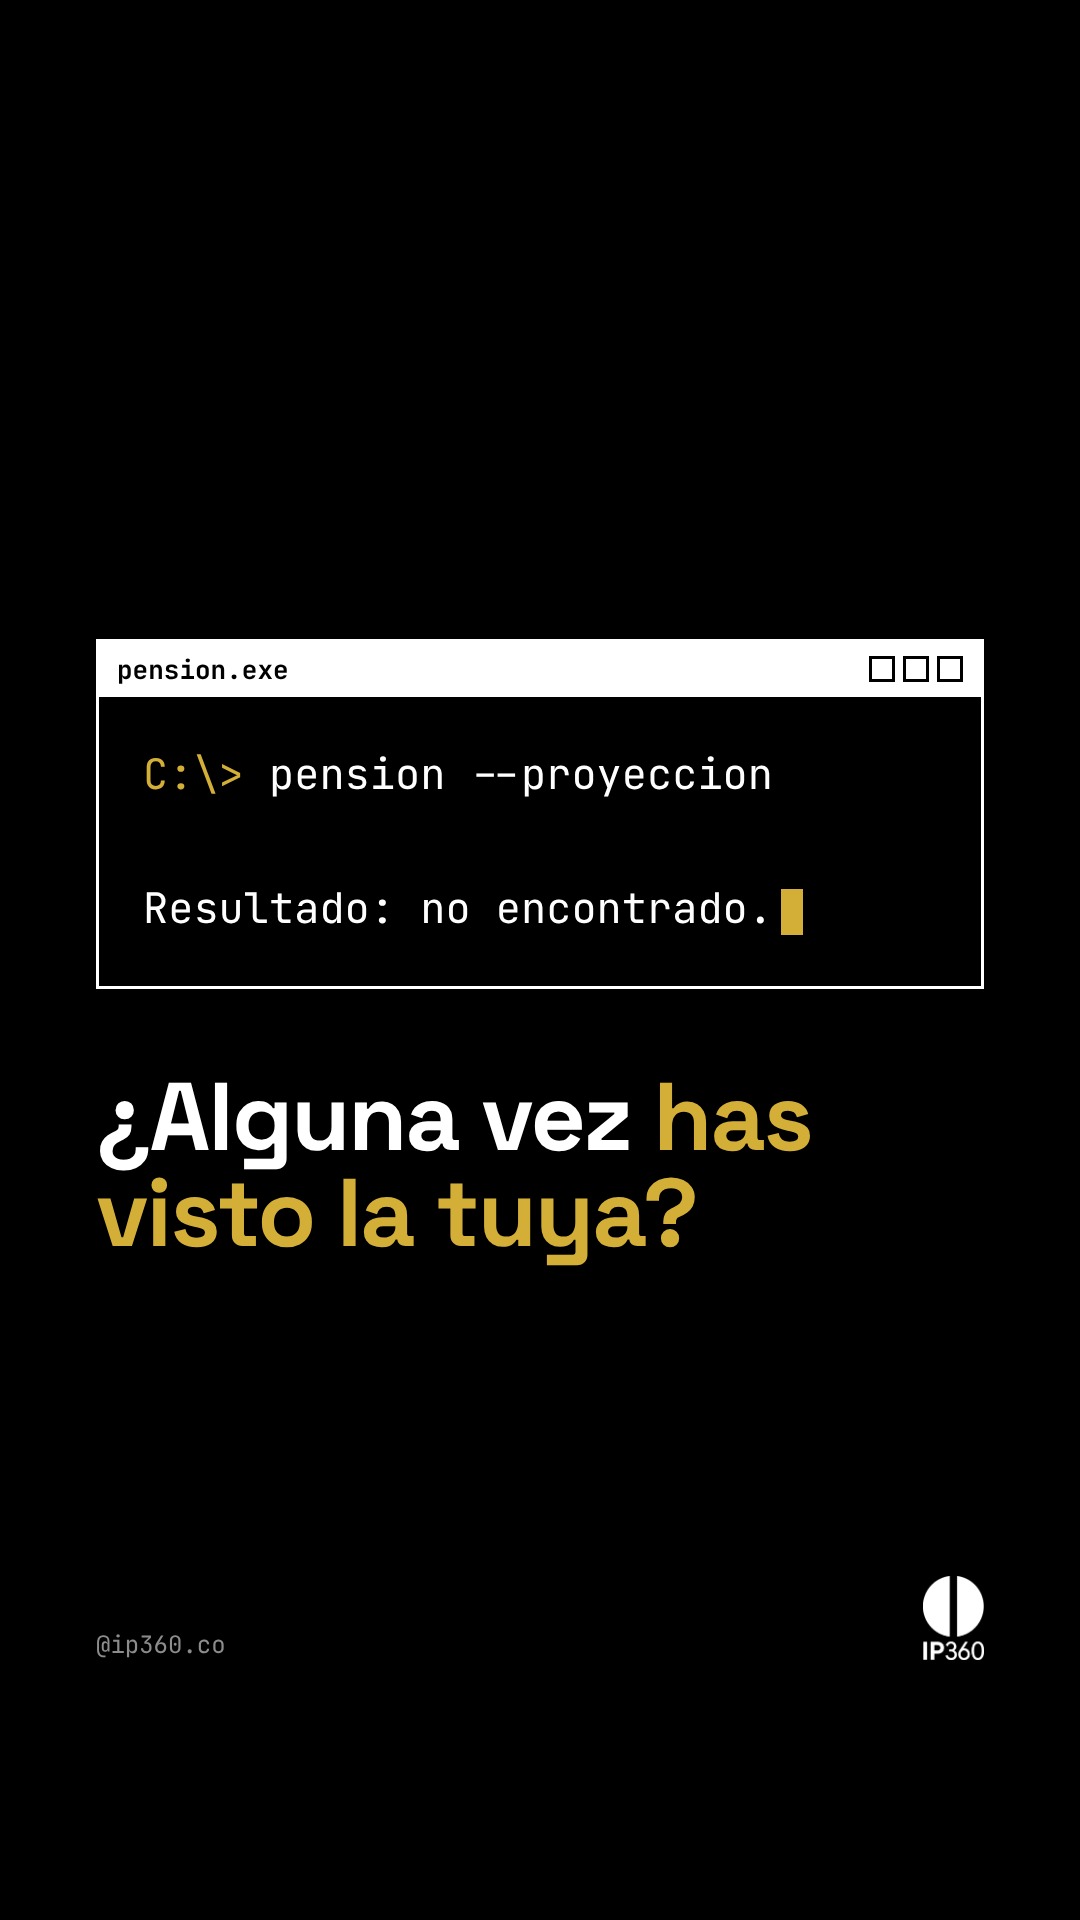 pension.exe
C:\> pension --proyeccion
Resultado: no encontrado.
¿Alguna vez has
visto la tuya?
@ip360.co
IP360